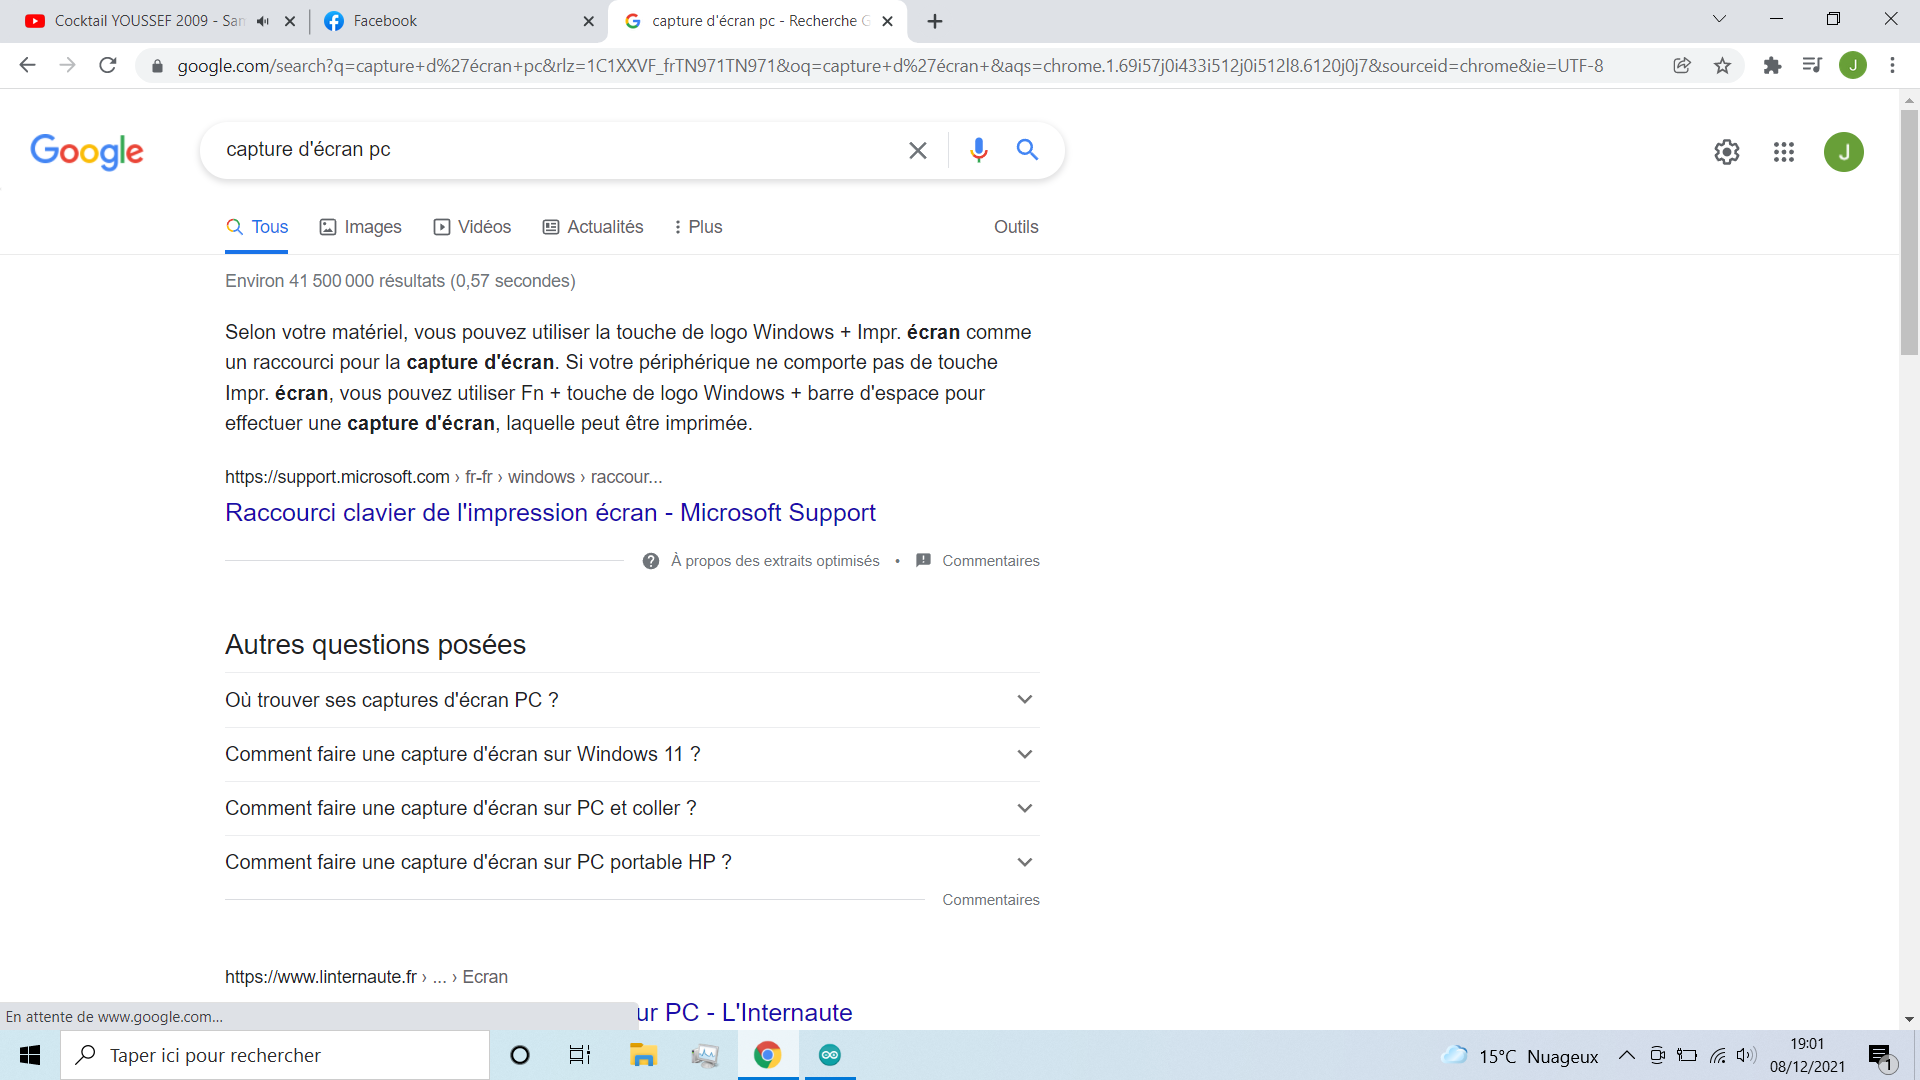 Cocktail YOUSSEF 2009 - Sam
Facebook
capture d'écran pc - Recherche G
google.com/search?q=capture+d%27écran+pc&rlz=1C1XXVF_frTN971TN971&oq=capture+d%27écran+&aqs=chrome.1.69i57j0i433i512j0i512l8.6120j0j7&sourceid=chrome&ie=UTF-8
J
Google
capture d'écran pc
J
Tous
Images
Vidéos
Actualités
Plus
Outils
Environ 41 500 000 résultats (0,57 secondes)
Selon votre matériel, vous pouvez utiliser la touche de logo Windows + Impr. écran comme
un raccourci pour la capture d'écran. Si votre périphérique ne comporte pas de touche
Impr. écran, vous pouvez utiliser Fn + touche de logo Windows + barre d'espace pour
effectuer une capture d'écran, laquelle peut être imprimée.
https://support.microsoft.com › fr-fr › windows › raccour...
Raccourci clavier de l'impression écran - Microsoft Support
À propos des extraits optimisés • Commentaires
Autres questions posées
Où trouver ses captures d'écran PC ?
Comment faire une capture d'écran sur Windows 11 ?
Comment faire une capture d'écran sur PC et coller ?
Comment faire une capture d'écran sur PC portable HP ?
Commentaires
https://www.linternaute.fr › ... › Ecran
ur PC - L'Internaute
En attente de www.google.com...
Taper ici pour rechercher
15°C Nuageux
19:01
08/12/2021
1